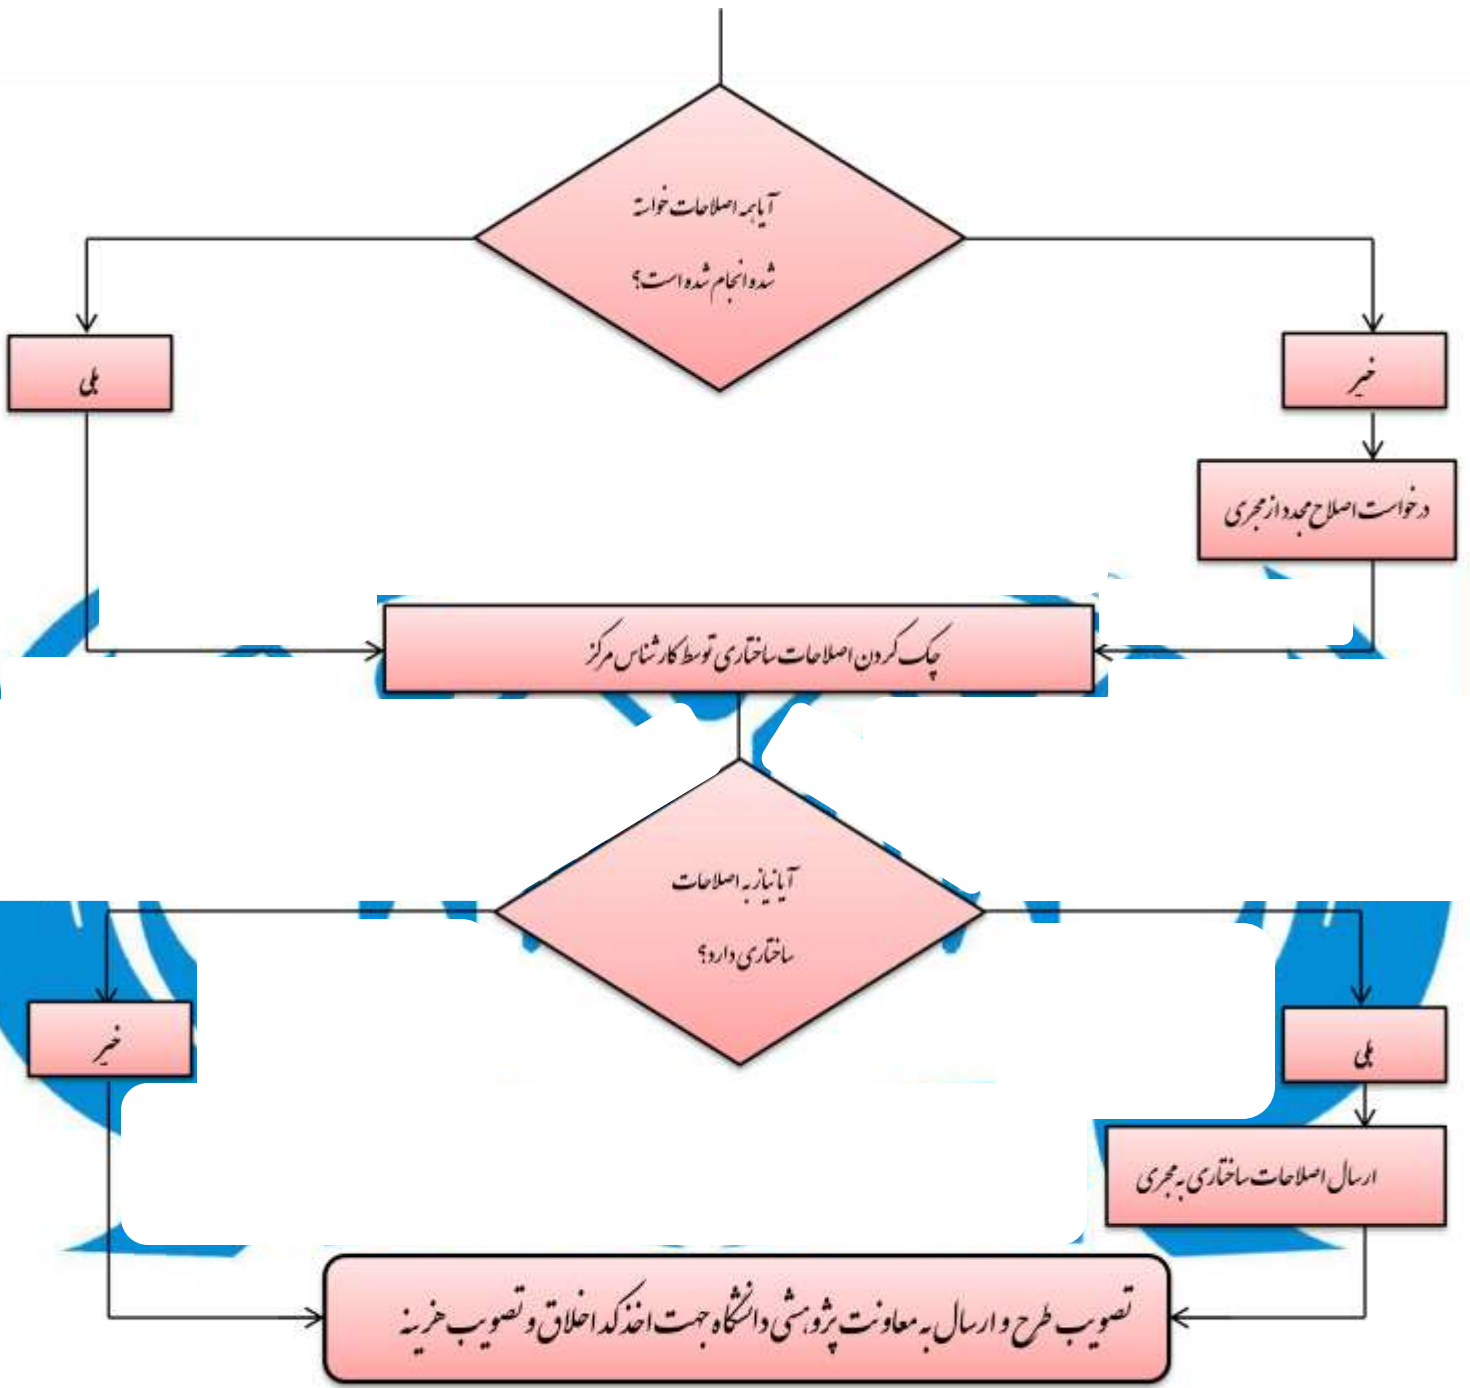 آیا همه اصلاحات خواسته
شده انجام شده است؟
خیر
بلی
درخواست اصلاح مجدد از مجری
چک کردن اصلاحات ساختاری توسط کارشناس مرکز
آیا نیاز به اصلاحات
ساختاری دارد؟
بلی
خیر
ارسال اصلاحات ساختاری به مجری
تصویب طرح و ارسال به معاونت پژوهشی دانشگاه جهت اخذ کد اخلاق و تصویب هزینه